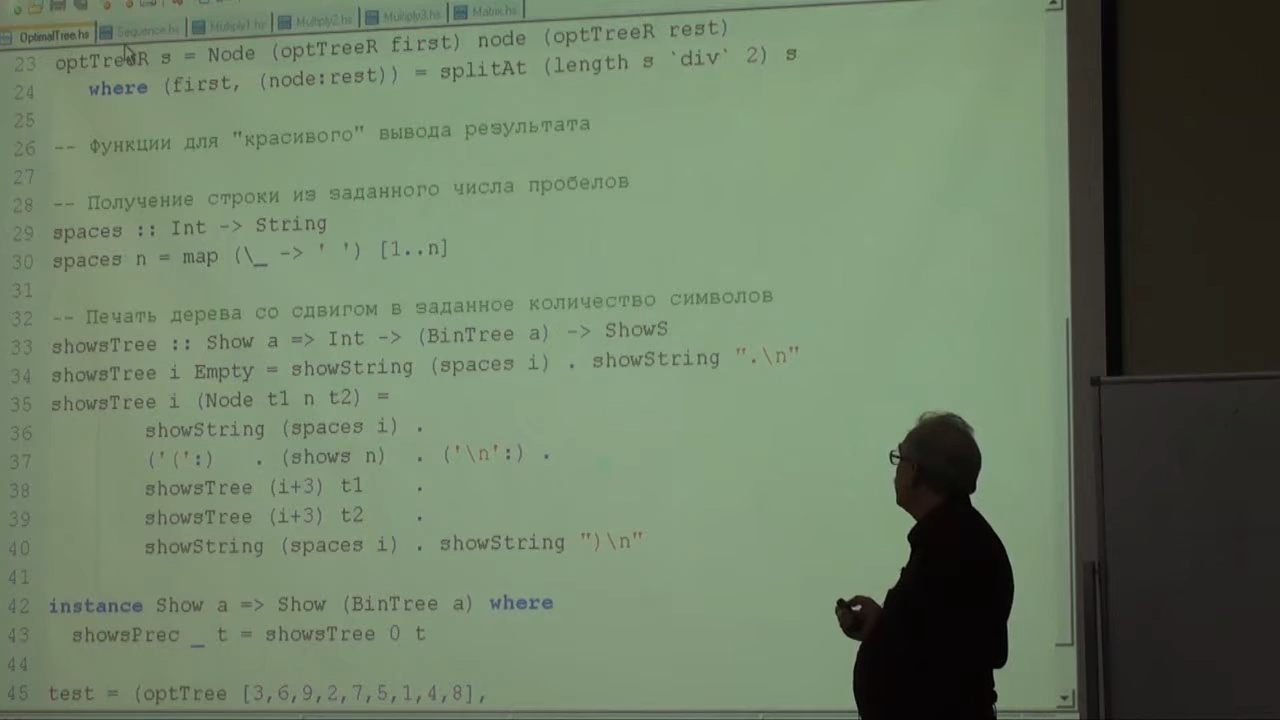 OptimalTree.hs Sequence.hs Multiply1.hs Multiply2.hs Multiply3.hs Matrix.hs
23 optTreeR s = Node (optTreeR first) node (optTreeR rest)
24 where (first, (node:rest)) = splitAt (length s `div` 2) s
25
26 -- Функции для "красивого" вывода результата
27
28 -- Получение строки из заданного числа пробелов
29 spaces :: Int -> String
30 spaces n = map (\_ -> ' ') [1..n]
31
32 -- Печать дерева со сдвигом в заданное количество символов
33 showsTree :: Show a => Int -> (BinTree a) -> ShowS
34 showsTree i Empty = showString (spaces i) . showString ".\n"
35 showsTree i (Node t1 n t2) =
36 showString (spaces i) .
37 ('(':) . (shows n) . ('\n':) .
38 showsTree (i+3) t1 .
39 showsTree (i+3) t2 .
40 showString (spaces i) . showString ")\n"
41
42 instance Show a => Show (BinTree a) where
43 showsPrec _ t = showsTree 0 t
44
45 test = (optTree [3,6,9,2,7,5,1,4,8],